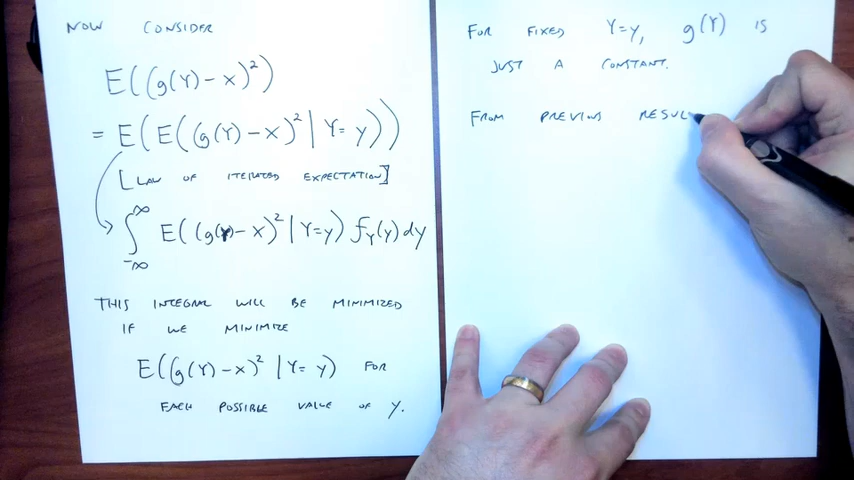 NOW CONSIDER
E((g(Y)-X)²)
= E(E((g(Y)-X)²|Y=y))
[LAW OF ITERATED EXPECTATION]
∫_{-∞}^{∞} E((g(Y)-X)²|Y=y) f_Y(y)dy
THIS INTEGRAL WILL BE MINIMIZED
IF WE MINIMIZE
E((g(Y)-X)²|Y=y) FOR
EACH POSSIBLE VALUE OF y.
FOR FIXED Y=y, g(Y) IS
JUST A CONSTANT.
FROM PREVIOUS RESUL